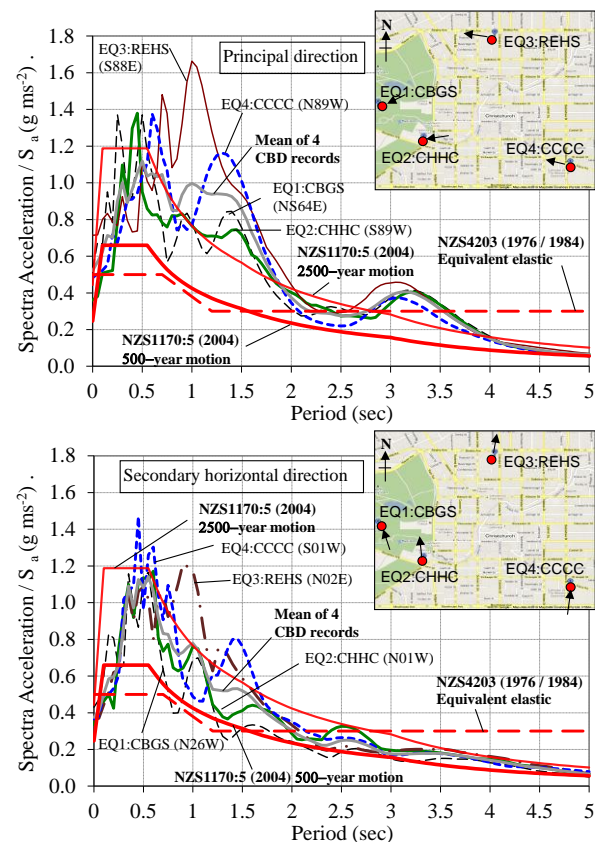 1.8
1.6
1.4
1.2
1.0
0.8
0.6
0.4
0.2
0.0
Spectra Acceleration / S a (g ms-2) .
EQ3:REHS
(S88E)
Principal direction
EQ4:CCCC (N89W)
Mean of 4
CBD records
EQ1:CBGS
(NS64E)
EQ2:CHHC (S89W)
NZS1170:5 (2004)
2500–year motion
NZS4203 (1976 / 1984)
Equivalent elastic
NZS1170:5 (2004)
500–year motion
0 0.5 1 1.5 2 2.5 3 3.5 4 4.5 5
Period (sec)
N
EQ3:REHS
EQ1:CBGS
Christchurch
EQ2:CHHC
EQ4:CCCC
1.8
1.6
1.4
1.2
1.0
0.8
0.6
0.4
0.2
0.0
Spectra Acceleration / S a (g ms-2) .
Secondary horizontal direction
NZS1170:5 (2004)
2500–year motion
EQ4:CCCC (S01W)
EQ3:REHS (N02E)
Mean of 4
CBD records
EQ2:CHHC (N01W)
NZS4203 (1976 / 1984)
Equivalent elastic
EQ1:CBGS (N26W)
NZS1170:5 (2004) 500–year motion
0 0.5 1 1.5 2 2.5 3 3.5 4 4.5 5
Period (sec)
N
EQ3:REHS
EQ1:CBGS
Christchurch
EQ2:CHHC
EQ4:CCCC